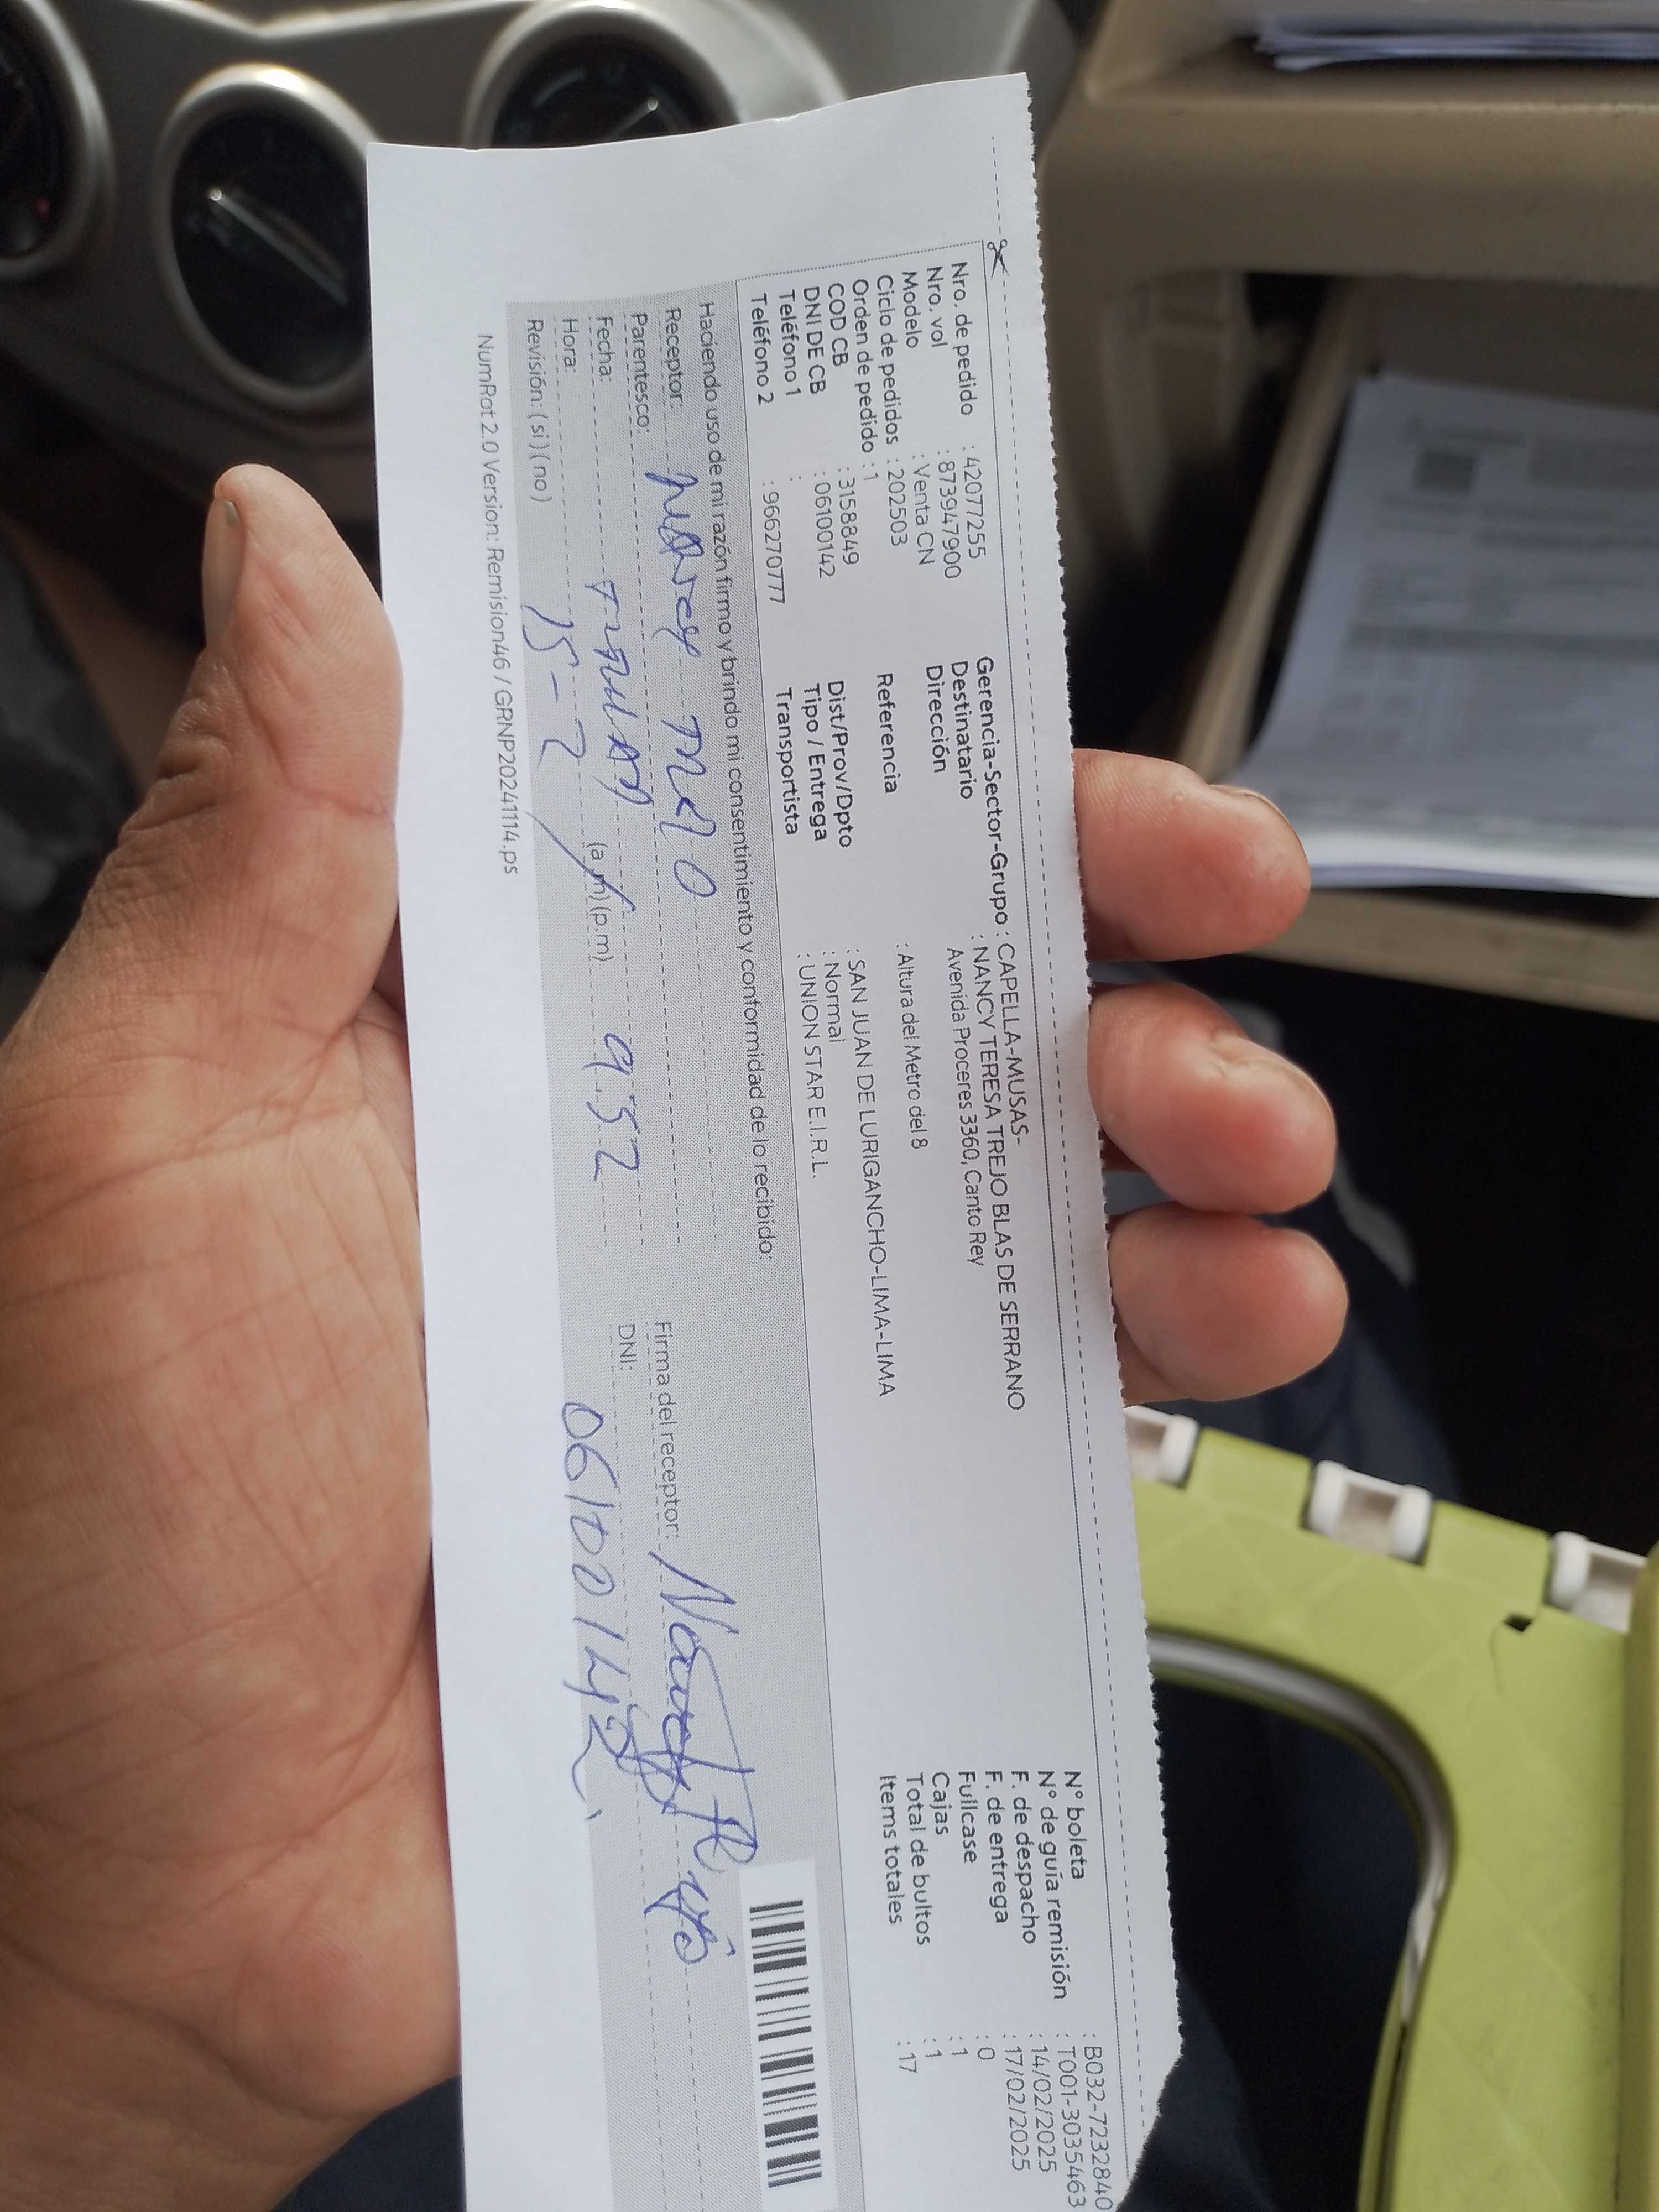 Nro. de pedido : 42077255
Nro. vol : 873947900
Modelo : Venta CN
Ciclo de pedidos : 202503
Orden de pedido : 1
COD CB : 3158849
DNI DE CB : 06100142
Teléfono 1 :
Teléfono 2 : 966270777
Gerencia-Sector-Grupo : CAPELLA-MUSAS-
Destinatario : NANCY TERESA TREJO BLAS DE SERRANO
Dirección Avenida Proceres 3360, Canto Rey
Referencia : Altura del Metro del 8
Dist/Prov/Dpto : SAN JUAN DE LURIGANCHO-LIMA-LIMA
Tipo / Entrega : Normal
Transportista : UNION STAR E.I.R.L.
N° boleta : B032-7232840
N° de guía remisión : T001-3035463
F. de despacho : 14/02/2025
F. de entrega : 17/02/2025
Fullcase : 0
Cajas : 1
Total de bultos : 1
Items totales : 17
Haciendo uso de mi razón firmo y brindo mi consentimiento y conformidad de lo recibido:
Receptor:
Parentesco:
Fecha: 15-2
Hora: (a.m) (p.m) 9.52
Revisión: (si) (no)
Firma del receptor:
DNI: 06100142
NumRot 2.0 Version: Remision46 / GRNP20241114.ps